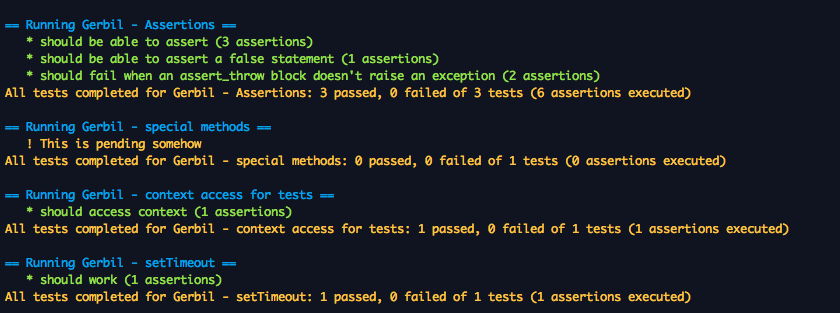 == Running Gerbil - Assertions ==
* should be able to assert (3 assertions)
* should be able to assert a false statement (1 assertions)
* should fail when an assert_throw block doesn't raise an exception (2 assertions)
All tests completed for Gerbil - Assertions: 3 passed, 0 failed of 3 tests (6 assertions executed)
== Running Gerbil - special methods ==
! This is pending somehow
All tests completed for Gerbil - special methods: 0 passed, 0 failed of 1 tests (0 assertions executed)
== Running Gerbil - context access for tests ==
* should access context (1 assertions)
All tests completed for Gerbil - context access for tests: 1 passed, 0 failed of 1 tests (1 assertions executed)
== Running Gerbil - setTimeout ==
* should work (1 assertions)
All tests completed for Gerbil - setTimeout: 1 passed, 0 failed of 1 tests (1 assertions executed)